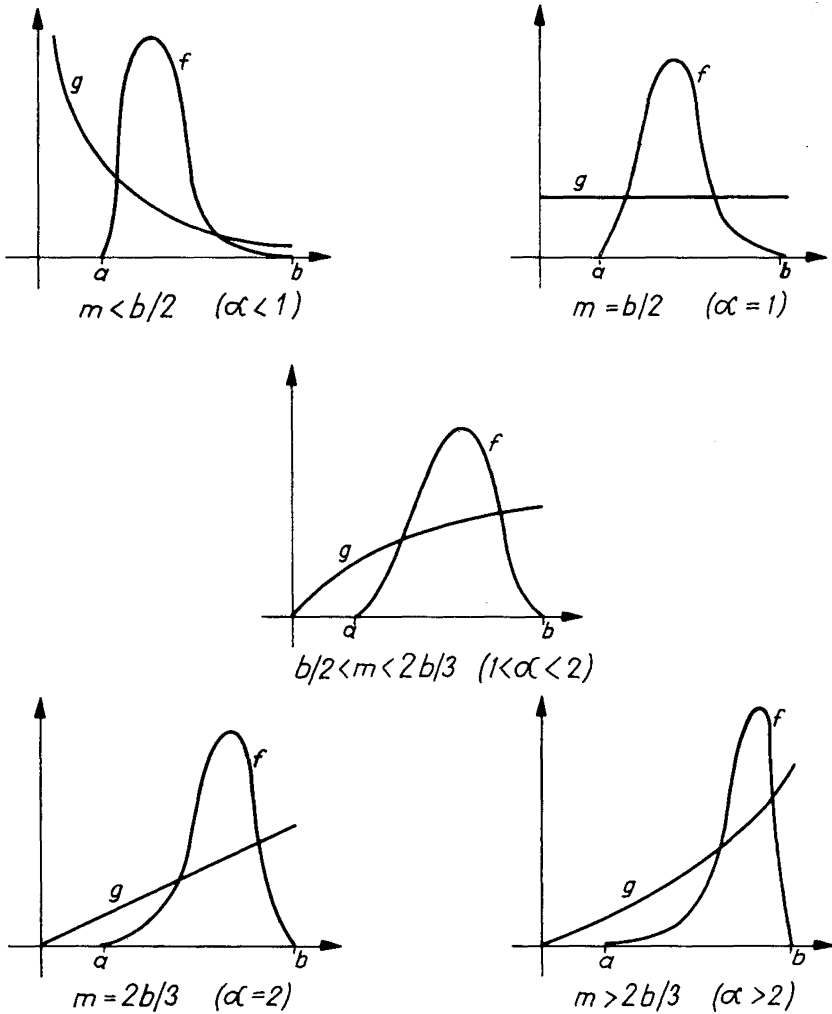 g f
a b
m < b/2 (α < 1)
f
g
a b
m = b/2 (α = 1)
f
g
a b
b/2 < m < 2b/3 (1 < α < 2)
f
g
a b
m = 2b/3 (α = 2)
f
g
a b
m > 2b/3 (α > 2)